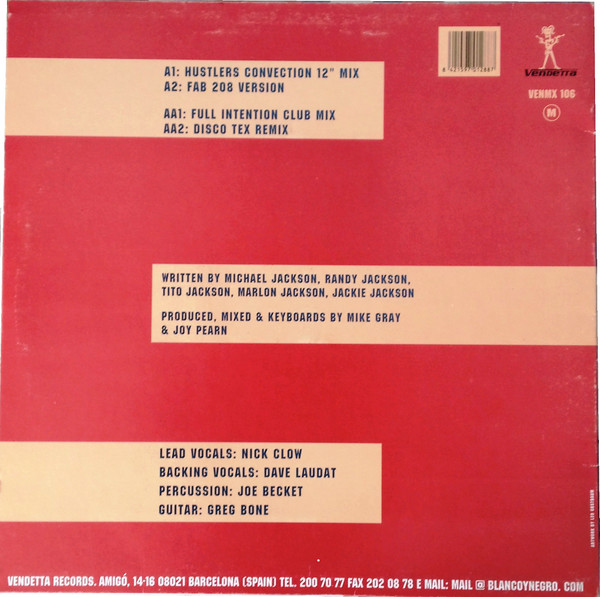 A1: HUSTLERS CONVECTION 12" MIX
A2: FAB 208 VERSION
AA1: FULL INTENTION CLUB MIX
AA2: DISCO TEX REMIX
Vendetta
VENMX 106
M
WRITTEN BY MICHAEL JACKSON, RANDY JACKSON,
TITO JACKSON, MARLON JACKSON, JACKIE JACKSON
PRODUCED, MIXED & KEYBOARDS BY MIKE GRAY
& JOY PEARN
LEAD VOCALS: NICK CLOW
BACKING VOCALS: DAVE LAUDAT
PERCUSSION: JOE BECKET
GUITAR: GREG BONE
VENDETTA RECORDS. AMIGÓ, 14-16 08021 BARCELONA (SPAIN) TEL. 200 70 77 FAX 202 08 78 E MAIL: MAIL @ BLANCOYNEGRO. COM